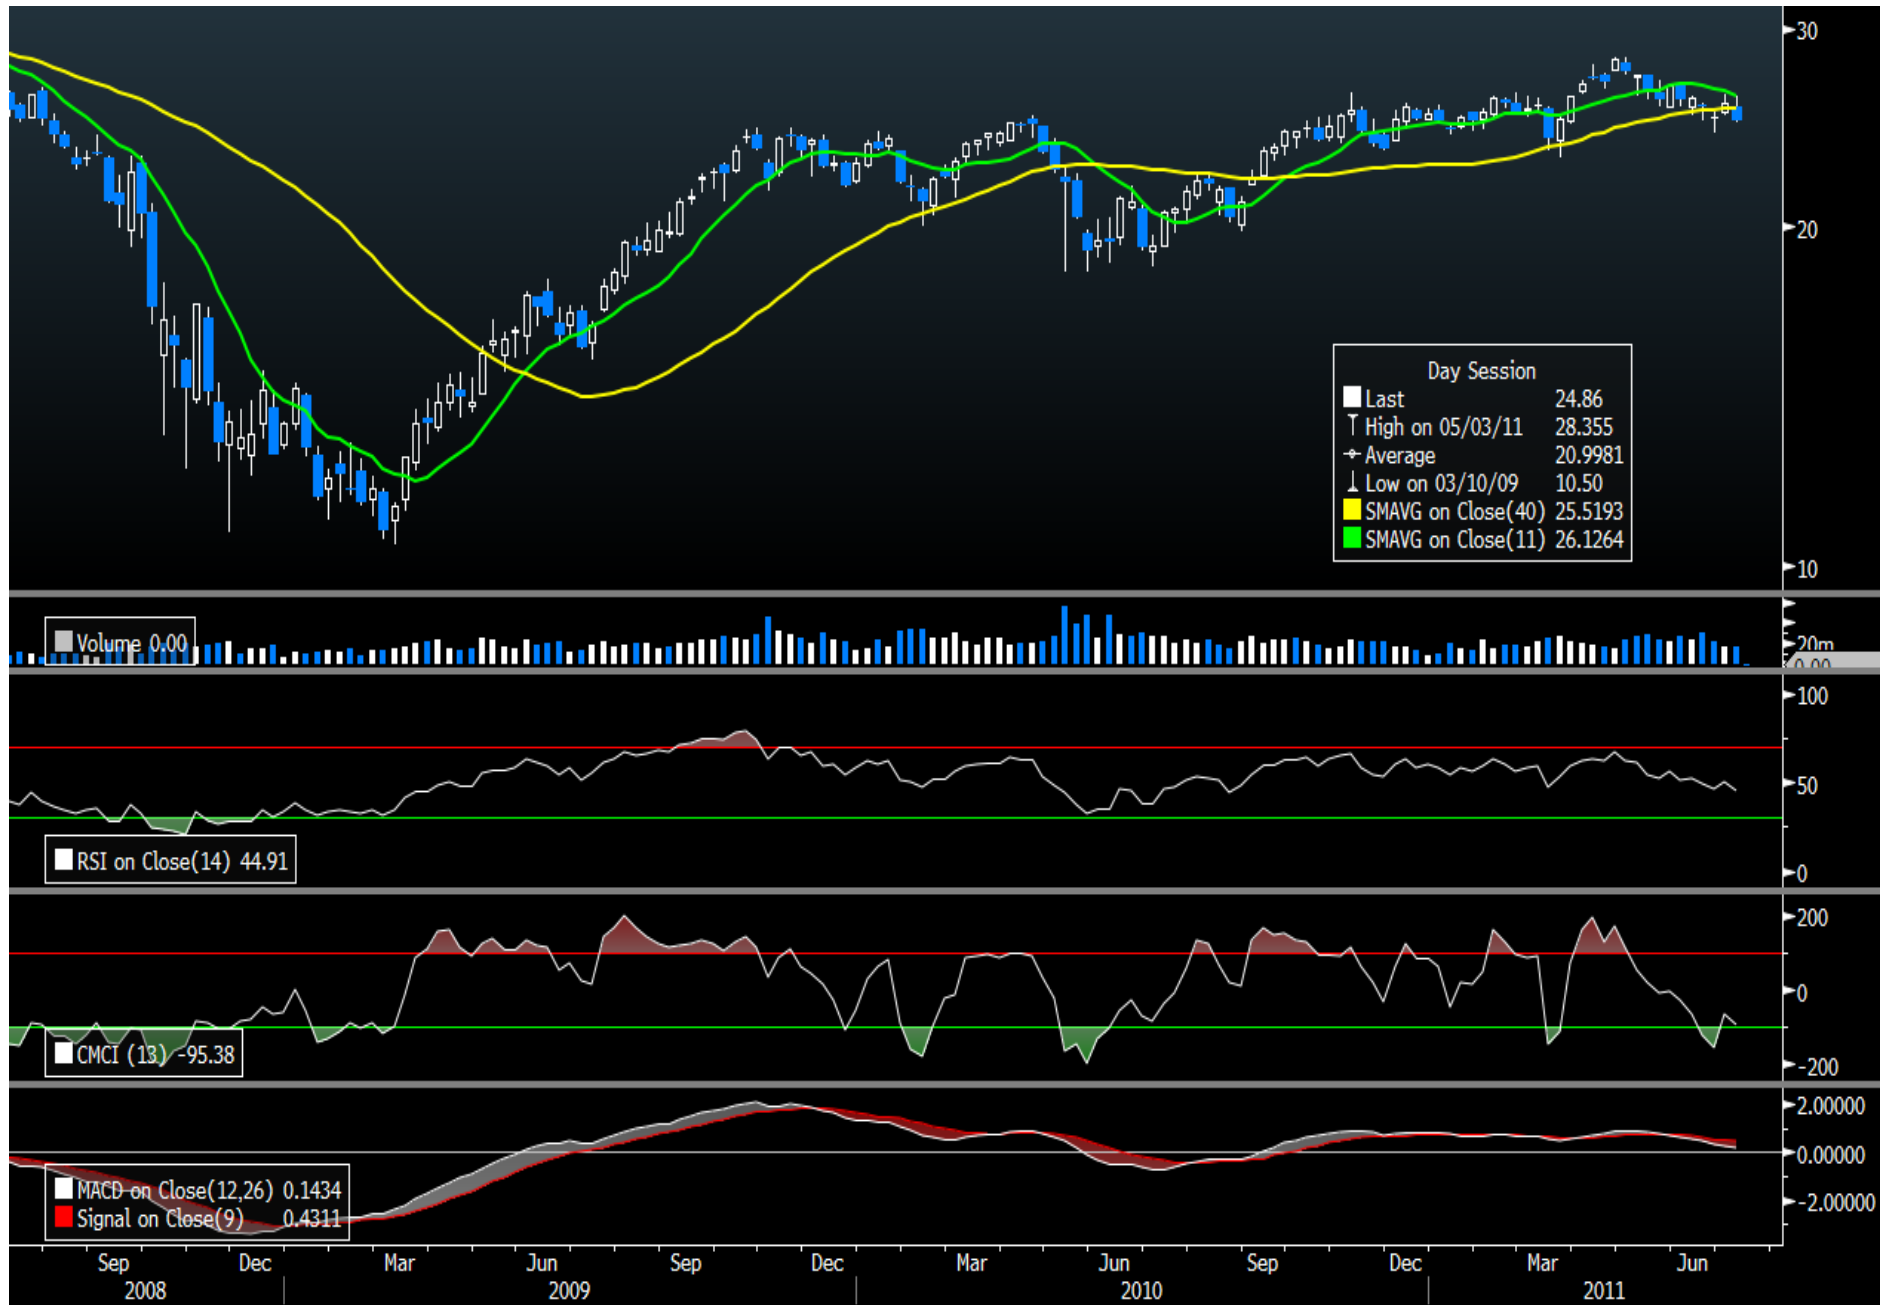 30
20
10
Day Session
Last 24.86
High on 05/03/11 28.355
Average 20.9981
Low on 03/10/09 10.50
SMAVG on Close(40) 25.5193
SMAVG on Close(11) 26.1264
Volume 0.00
20m
0.00
100
50
0
RSI on Close(14) 44.91
200
0
-200
CMCI (13) -95.38
2.00000
0.00000
-2.00000
MACD on Close(12,26) 0.1434
Signal on Close(9) 0.4311
Sep Dec Mar Jun Sep Dec Mar Jun Sep Dec Mar Jun
2008 2009 2010 2011